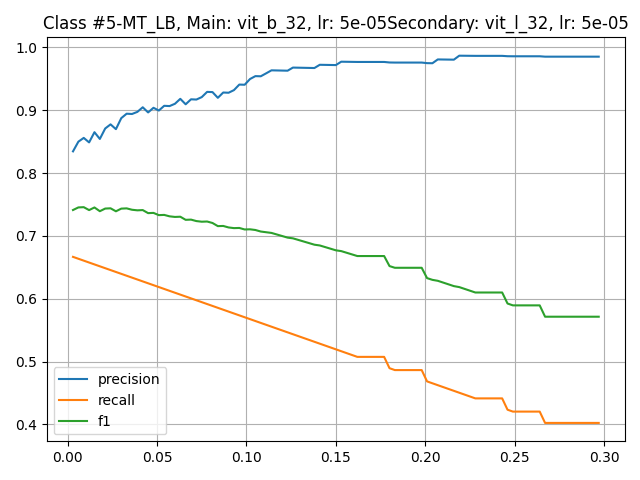 Class #5-MT_LB, Main: vit_b_32, lr: 5e-05Secondary: vit_l_32, lr: 5e-05
1.0
0.9
0.8
0.7
0.6
0.5
0.4
precision
recall
f1
0.00 0.05 0.10 0.15 0.20 0.25 0.30